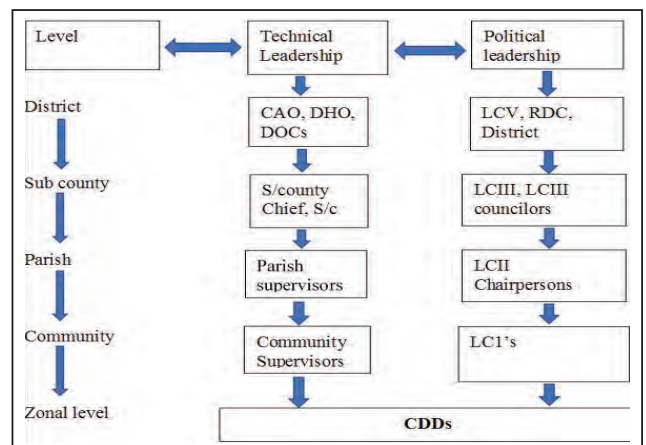 Level
Technical
Leadership
Political
leadership
District
CAO, DHO,
DOCs
LCV, RDC,
District
Sub county
S/county
Chief, S/c
LCIII, LCIII
councilors
Parish
Parish
supervisors
LCII
Chairpersons
Community
Community
Supervisors
LC1's
Zonal level
CDDs